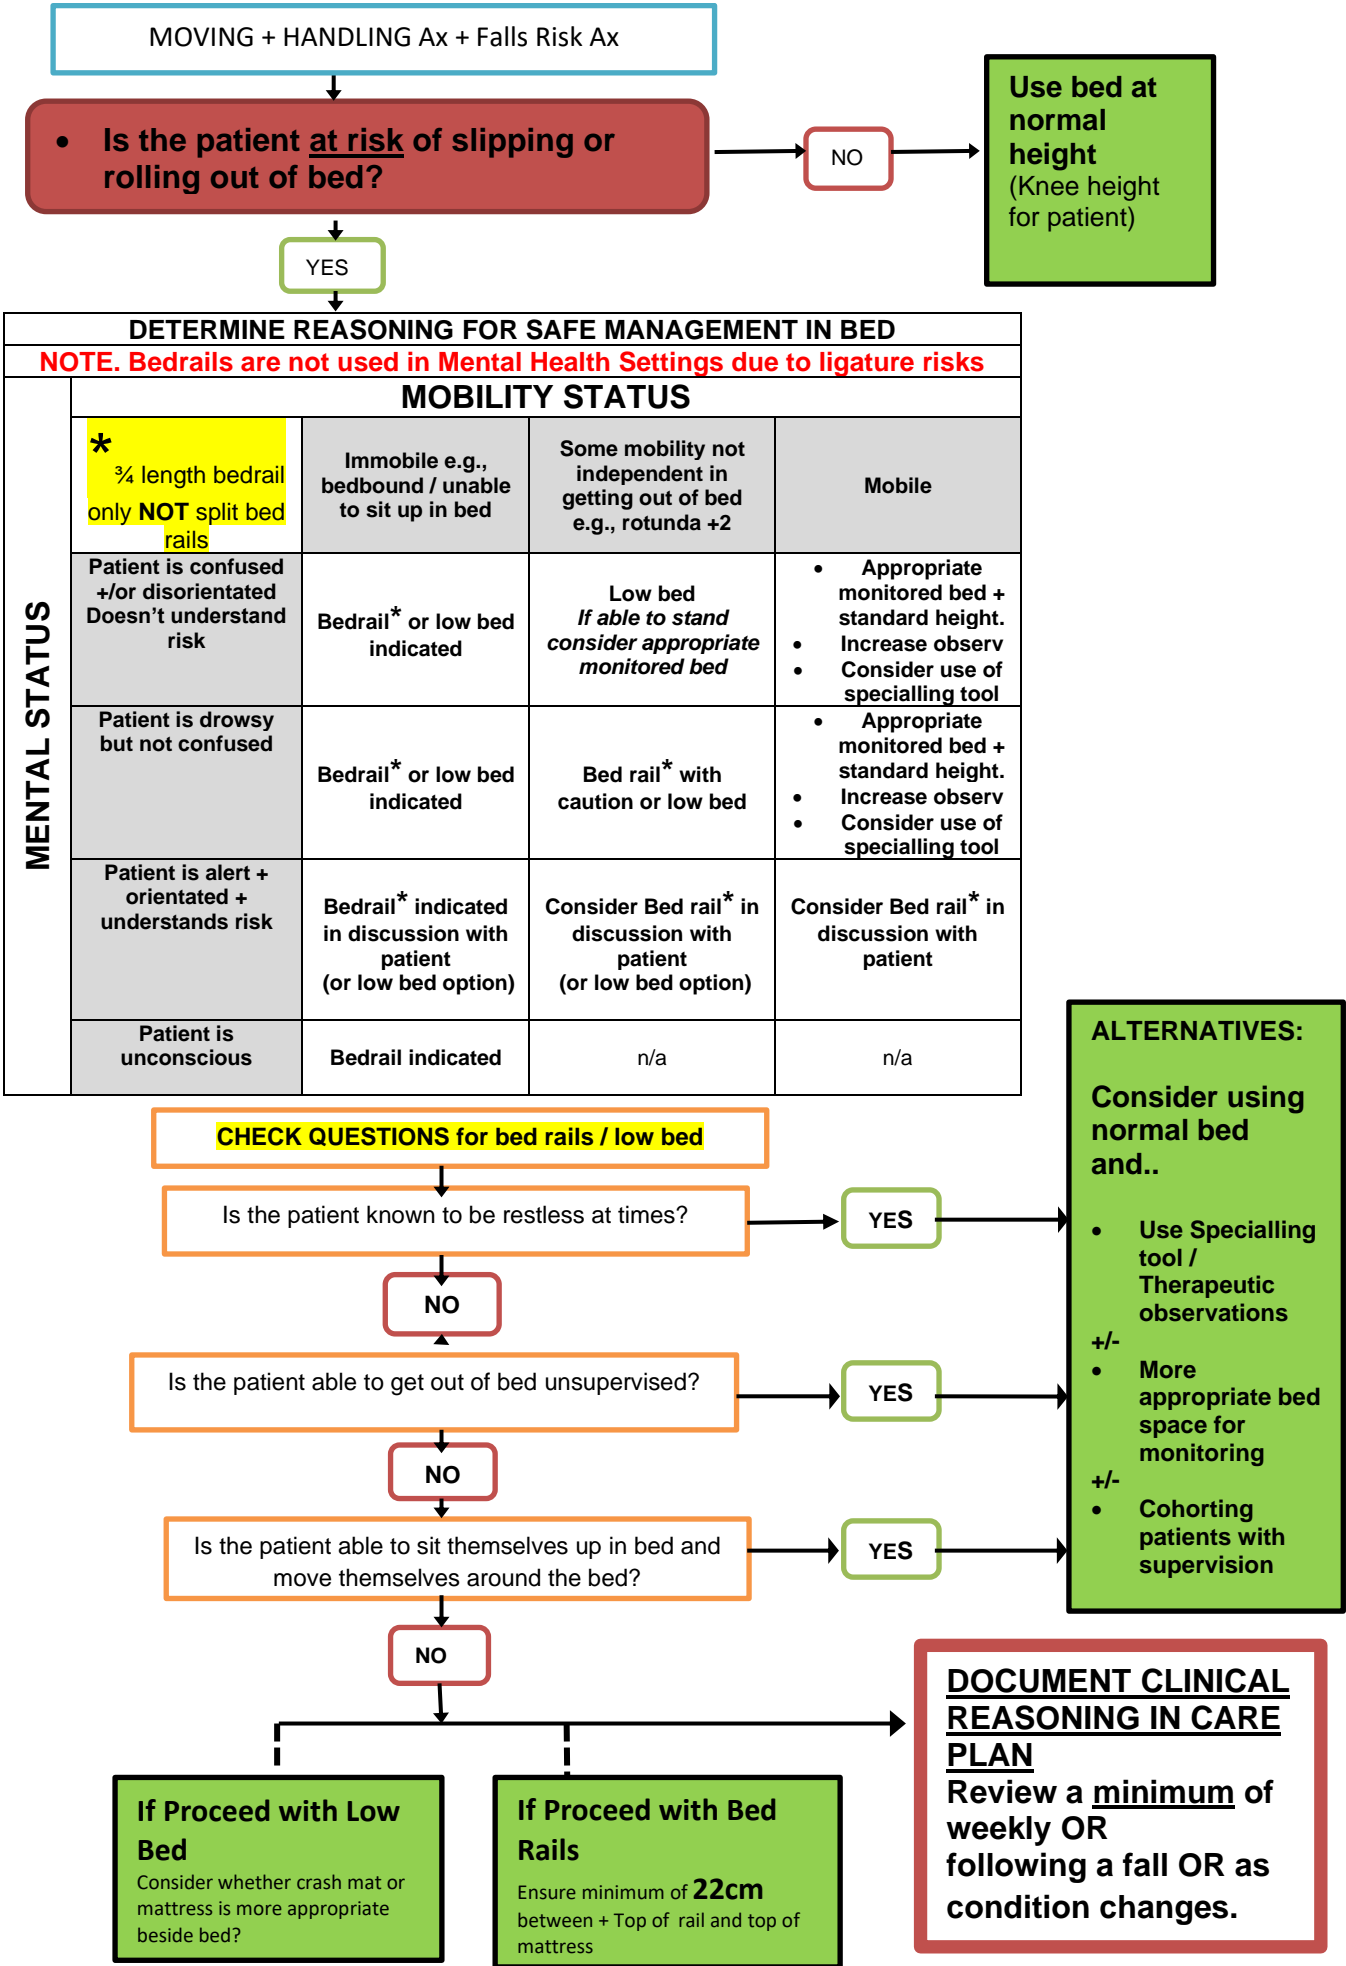 MOVING + HANDLING Ax + Falls Risk Ax
• Is the patient at risk of slipping or
rolling out of bed?
NO
Use bed at
normal
height
(Knee height
for patient)
YES
DETERMINE REASONING FOR SAFE MANAGEMENT IN BED
NOTE. Bedrails are not used in Mental Health Settings due to ligature risks
MENTAL STATUS
MOBILITY STATUS
*
¾ length bedrail
only NOT split bed
rails
Immobile e.g.,
bedbound / unable
to sit up in bed
Some mobility not
independent in
getting out of bed
e.g., rotunda +2
Mobile
Patient is confused
+/or disorientated
Doesn't understand
risk
Bedrail* or low bed
indicated
Low bed
If able to stand
consider appropriate
monitored bed
• Appropriate
monitored bed +
standard height.
• Increase observ
• Consider use of
specialling tool
Patient is drowsy
but not confused
Bedrail* or low bed
indicated
Bed rail* with
caution or low bed
• Appropriate
monitored bed +
standard height.
• Increase observ
• Consider use of
specialling tool
Patient is alert +
orientated +
understands risk
Bedrail* indicated
in discussion with
patient
(or low bed option)
Consider Bed rail* in
discussion with
patient
(or low bed option)
Consider Bed rail* in
discussion with
patient
Patient is
unconscious
Bedrail indicated
n/a
n/a
CHECK QUESTIONS for bed rails / low bed
Is the patient known to be restless at times?
YES
NO
Is the patient able to get out of bed unsupervised?
YES
NO
Is the patient able to sit themselves up in bed and
move themselves around the bed?
YES
NO
ALTERNATIVES:
Consider using
normal bed
and..
• Use Specialling
tool /
Therapeutic
observations
+/-
• More
appropriate bed
space for
monitoring
+/-
• Cohorting
patients with
supervision
If Proceed with Low
Bed
Consider whether crash mat or
mattress is more appropriate
beside bed?
If Proceed with Bed
Rails
Ensure minimum of 22cm
between + Top of rail and top of
mattress
DOCUMENT CLINICAL
REASONING IN CARE
PLAN
Review a minimum of
weekly OR
following a fall OR as
condition changes.